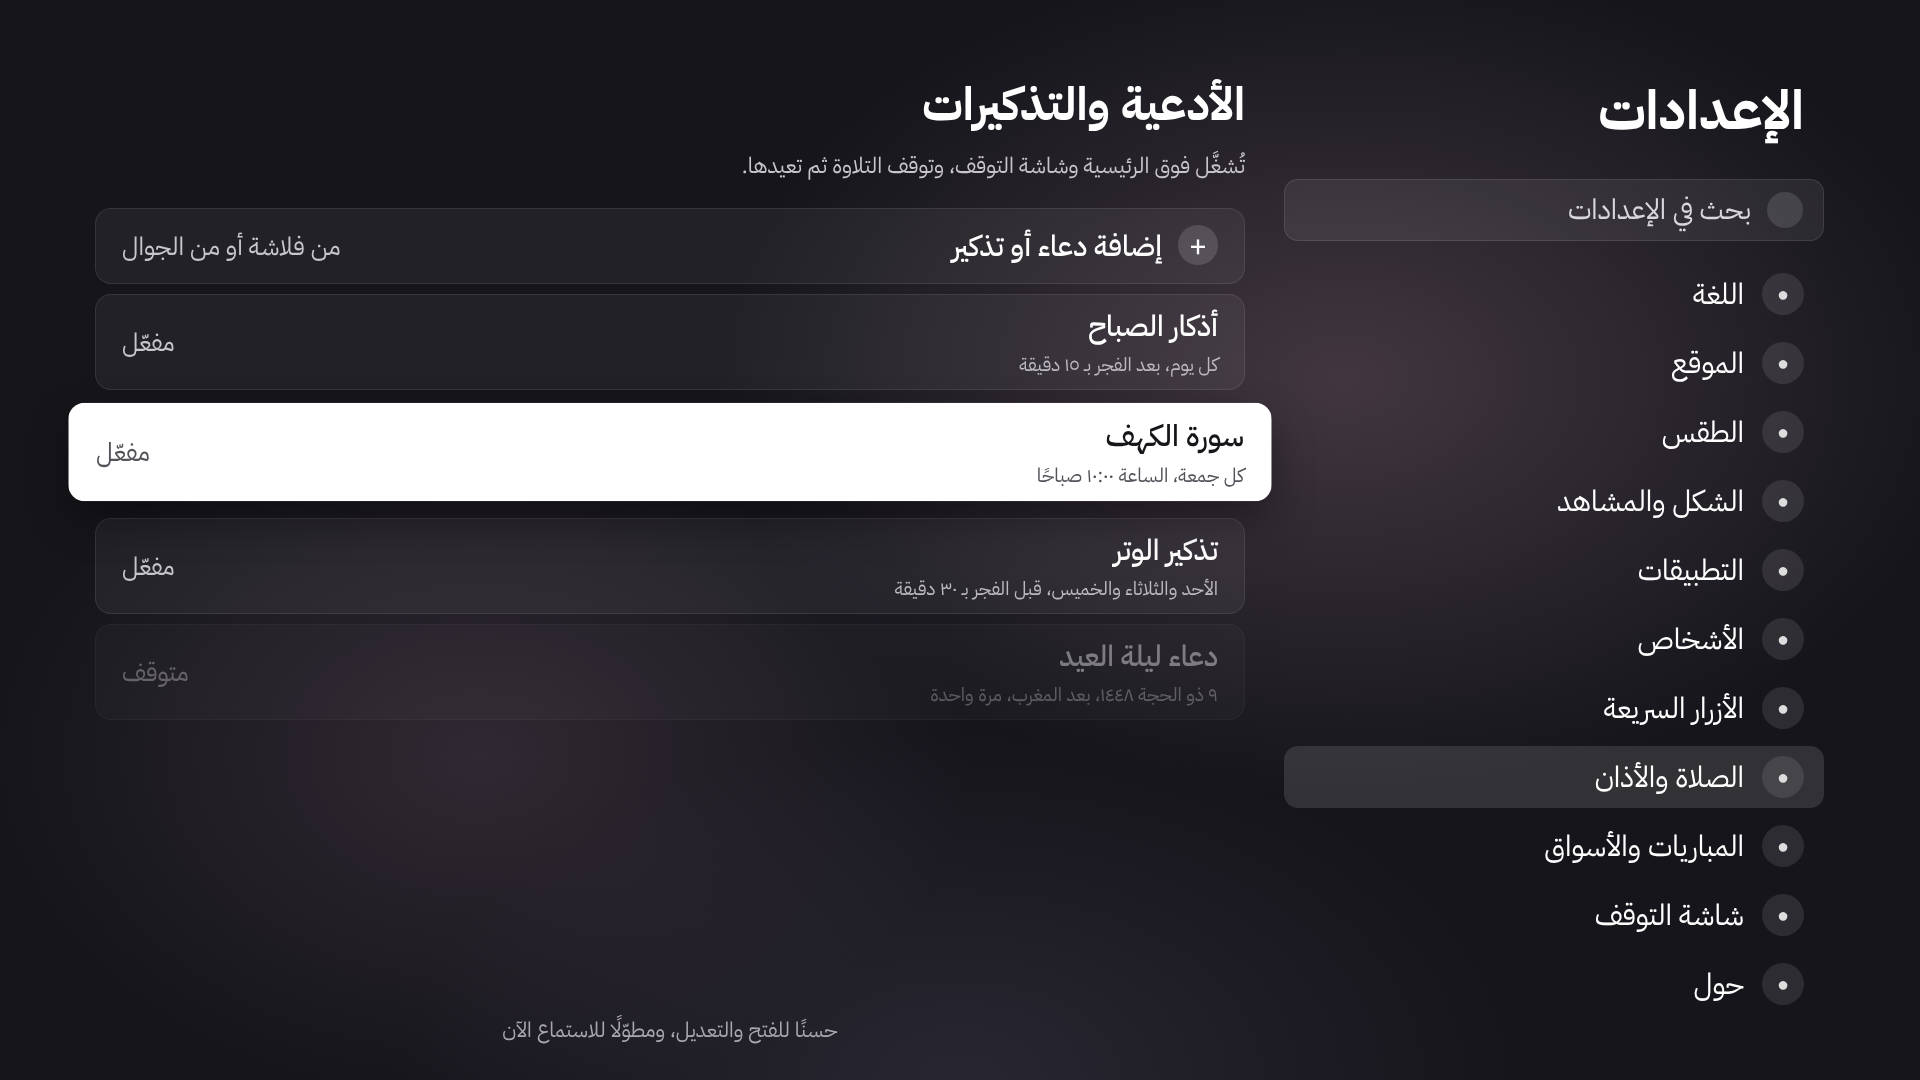 الإعدادات
بحث في الإعدادات
اللغة
الموقع
الطقس
الشكل والمشاهد
التطبيقات
الأشخاص
الأزرار السريعة
الصلاة والأذان
المباريات والأسواق
شاشة التوقف
حول
الأدعية والتذكيرات
تُشغَّل فوق الرئيسية وشاشة التوقف، وتوقف التلاوة ثم تعيدها.
+ إضافة دعاء أو تذكير
من فلاشة أو من الجوال
أذكار الصباح
كل يوم، بعد الفجر بـ ١٥ دقيقة
مفعّل
سورة الكهف
كل جمعة، الساعة ١٠:٠٠ صباحًا
مفعّل
تذكير الوتر
الأحد والثلاثاء والخميس، قبل الفجر بـ ٣٠ دقيقة
مفعّل
دعاء ليلة العيد
٩ ذو الحجة ١٤٤٨، بعد المغرب، مرة واحدة
متوقف
حسنًا للفتح والتعديل، ومطوّلًا للاستماع الآن